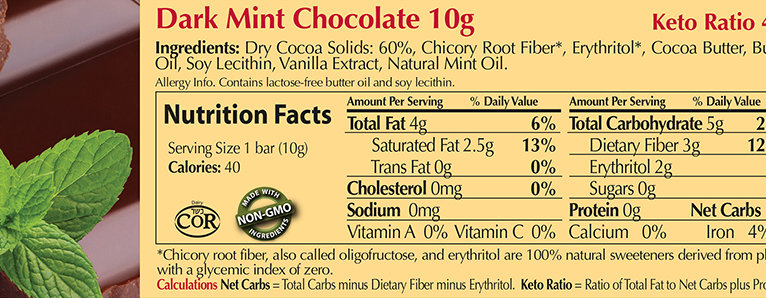 Dark Mint Chocolate 10g
Keto Ratio
Ingredients: Dry Cocoa Solids: 60%, Chicory Root Fiber*, Erythritol*, Cocoa Butter,
Oil, Soy Lecithin, Vanilla Extract, Natural Mint Oil.
Allergy Info. Contains lactose-free butter oil and soy lecithin.
Nutrition Facts
Serving Size 1 bar (10g)
Calories: 40
Dairy
כשר
COR
MADE WITH
NON-GMO
INGREDIENTS
Amount Per Serving % Daily Value
Total Fat 4g 6%
Saturated Fat 2.5g 13%
Trans Fat 0g 0%
Cholesterol 0mg 0%
Sodium 0mg
Vitamin A 0% Vitamin C 0%
Amount Per Serving % Daily Value
Total Carbohydrate 5g 2
Dietary Fiber 3g 12
Erythritol 2g
Sugars 0g
Protein 0g Net Carbs
Calcium 0% Iron 4%
*Chicory root fiber, also called oligofructose, and erythritol are 100% natural sweeteners derived from
with a glycemic index of zero.
Calculations Net Carbs = Total Carbs minus Dietary Fiber minus Erythritol. Keto Ratio = Ratio of Total Fat to Net Carbs plus